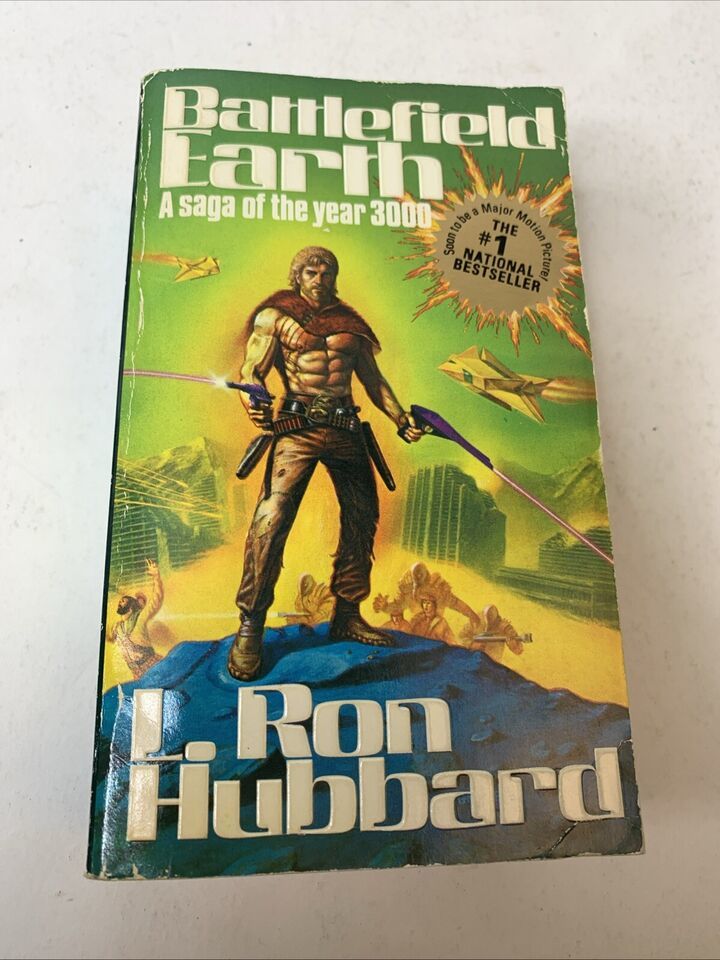 Battlefield
Earth
A saga of the year 3000
Soon to be a Major Motion Picture!
THE
#1
NATIONAL
BESTSELLER
L. Ron
Hubbard